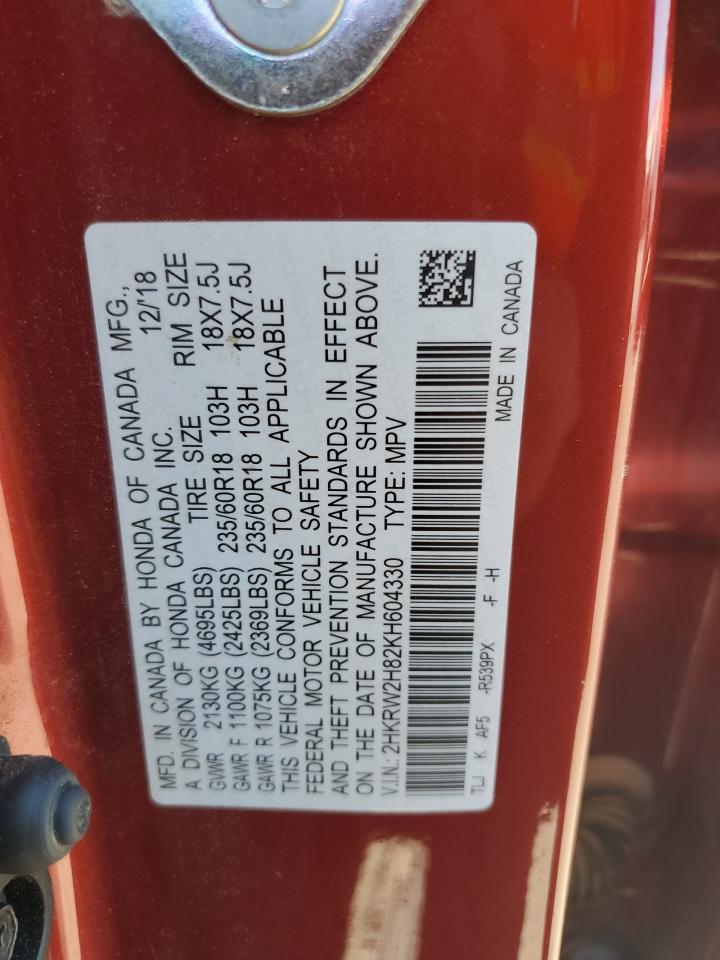 MFD. IN CANADA BY HONDA OF CANADA MFG.,
A DIVISION OF HONDA CANADA INC. 12/'18
TIRE SIZE RIM SIZE
GVWR 2130KG (4695LBS)
GAWR F 1100KG (2425LBS) 235/60R18 103H 18X7.5J
GAWR R 1075KG (2369LBS) 235/60R18 103H 18X7.5J
THIS VEHICLE CONFORMS TO ALL APPLICABLE
FEDERAL MOTOR VEHICLE SAFETY
AND THEFT PREVENTION STANDARDS IN EFFECT
ON THE DATE OF MANUFACTURE SHOWN ABOVE.
V.I.N.: 2HKRW2H82KH604330 TYPE: MPV
TLJ K AF5 -R539PX -F -H
MADE IN CANADA